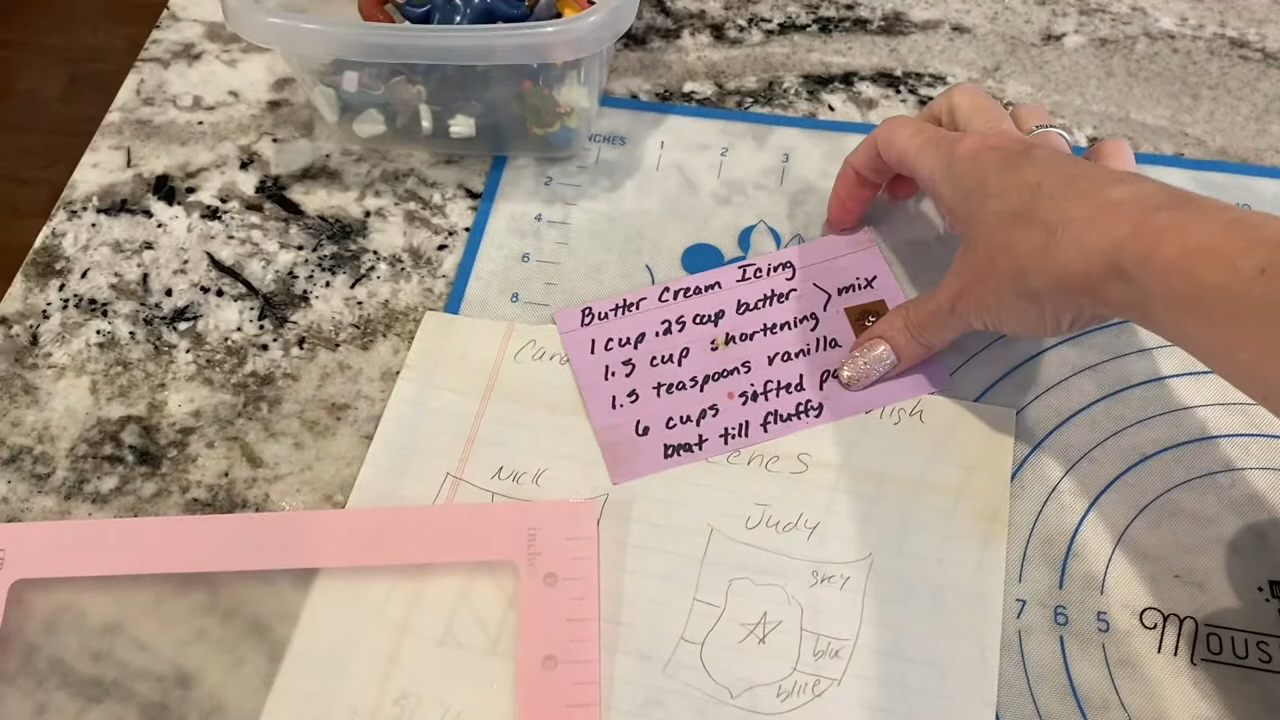 INCHES
1 2 3
2
4
6
8
Butter Cream Icing
1 cup .25 cup butter > mix
1.5 cup shortening
1.5 teaspoons vanilla
6 cups sifted
beat till fluffy
Nick
Judy
grey
blue
blue
7 6 5